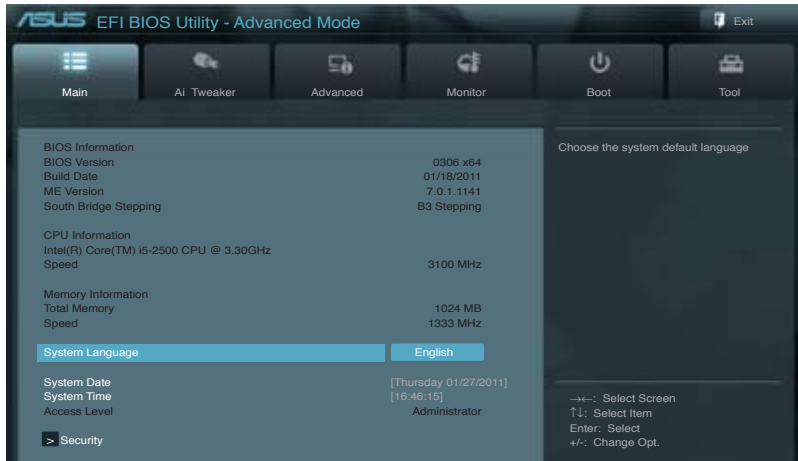 ASUS EFI BIOS Utility - Advanced Mode Exit
Main Ai Tweaker Advanced Monitor Boot Tool
BIOS Information
BIOS Version 0306 x64
Build Date 01/18/2011
ME Version 7.0.1.1141
South Bridge Stepping B3 Stepping
CPU Information
Intel(R) Core(TM) i5-2500 CPU @ 3.30GHz
Speed 3100 MHz
Memory Information
Total Memory 1024 MB
Speed 1333 MHz
System Language English
System Date [Thursday 01/27/2011]
System Time [16:46:15]
Access Level Administrator
> Security
Choose the system default language
→←: Select Screen
↑↓: Select Item
Enter: Select
+/-: Change Opt.